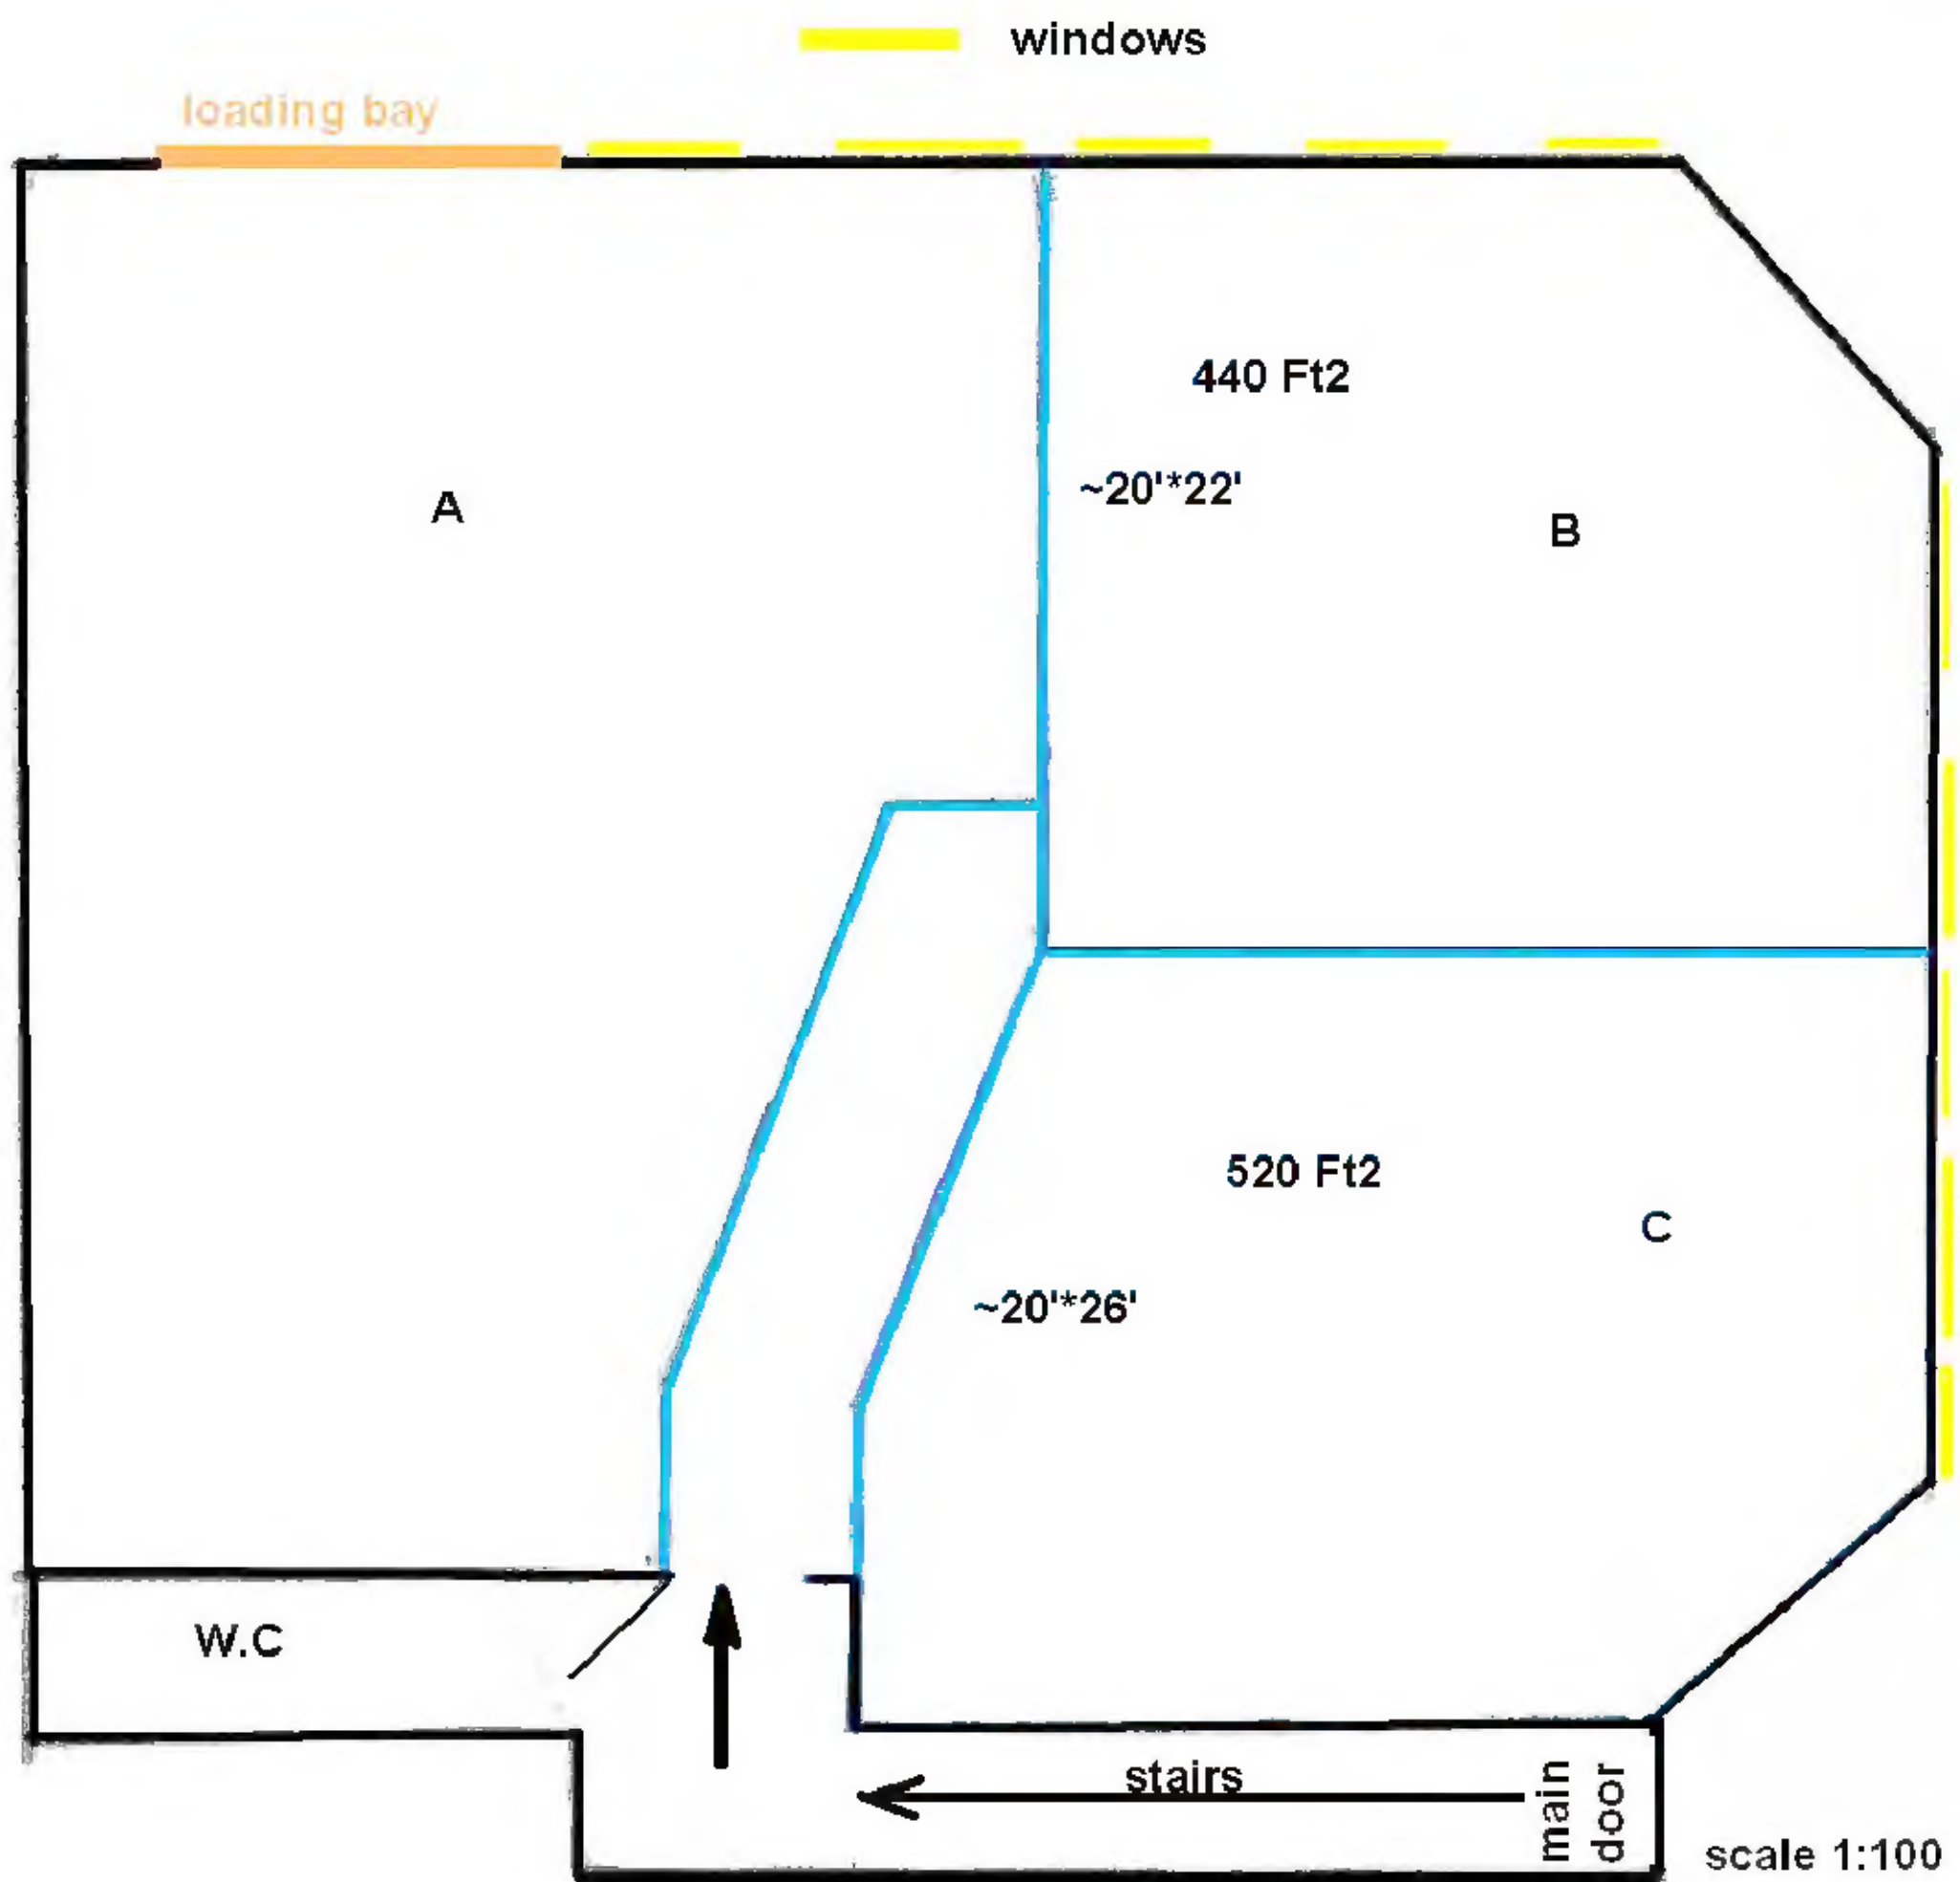 windows
loading bay
440 Ft2
~20'*22'
A
B
520 Ft2
C
~20'*26'
W.C
stairs
main
door
scale 1:100